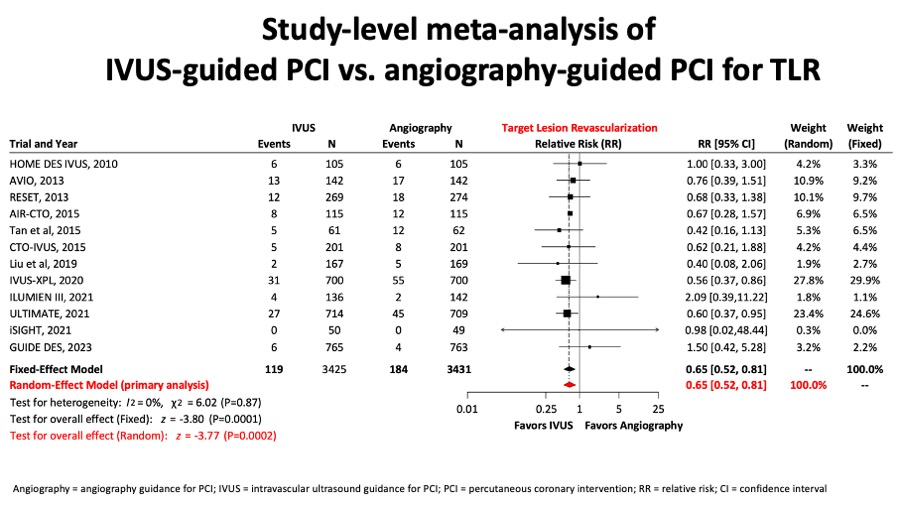 Study-level meta-analysis of
IVUS-guided PCI vs. angiography-guided PCI for TLR
IVUS Angiography Target Lesion Revascularization Weight Weight
Trial and Year Events N Events N Relative Risk (RR) RR [95% CI] (Random) (Fixed)
HOME DES IVUS, 2010 6 105 6 105 1.00 [0.33, 3.00] 4.2% 3.3%
AVIO, 2013 13 142 17 142 0.76 [0.39, 1.51] 10.9% 9.2%
RESET, 2013 12 269 18 274 0.68 [0.33, 1.38] 10.1% 9.7%
AIR-CTO, 2015 8 115 12 115 0.67 [0.28, 1.57] 6.9% 6.5%
Tan et al, 2015 5 61 12 62 0.42 [0.16, 1.13] 5.3% 6.5%
CTO-IVUS, 2015 5 201 8 201 0.62 [0.21, 1.88] 4.2% 4.4%
Liu et al, 2019 2 167 5 169 0.40 [0.08, 2.06] 1.9% 2.7%
IVUS-XPL, 2020 31 700 55 700 0.56 [0.37, 0.86] 27.8% 29.9%
ILUMIEN III, 2021 4 136 2 142 2.09 [0.39,11.22] 1.8% 1.1%
ULTIMATE, 2021 27 714 45 709 0.60 [0.37, 0.95] 23.4% 24.6%
iSIGHT, 2021 0 50 0 49 0.98 [0.02,48.44] 0.3% 0.0%
GUIDE DES, 2023 6 765 4 763 1.50 [0.42, 5.28] 3.2% 2.2%
Fixed-Effect Model 119 3425 184 3431 0.65 [0.52, 0.81] -- 100.0%
Random-Effect Model (primary analysis) 0.65 [0.52, 0.81] 100.0% --
Test for heterogeneity: I2 = 0%, χ2 = 6.02 (P=0.87)
0.01 0.25 1 5 25
Test for overall effect (Fixed): z = -3.80 (P=0.0001)
Favors IVUS Favors Angiography
Test for overall effect (Random): z = -3.77 (P=0.0002)
Angiography = angiography guidance for PCI; IVUS = intravascular ultrasound guidance for PCI; PCI = percutaneous coronary intervention; RR = relative risk; CI = confidence interval